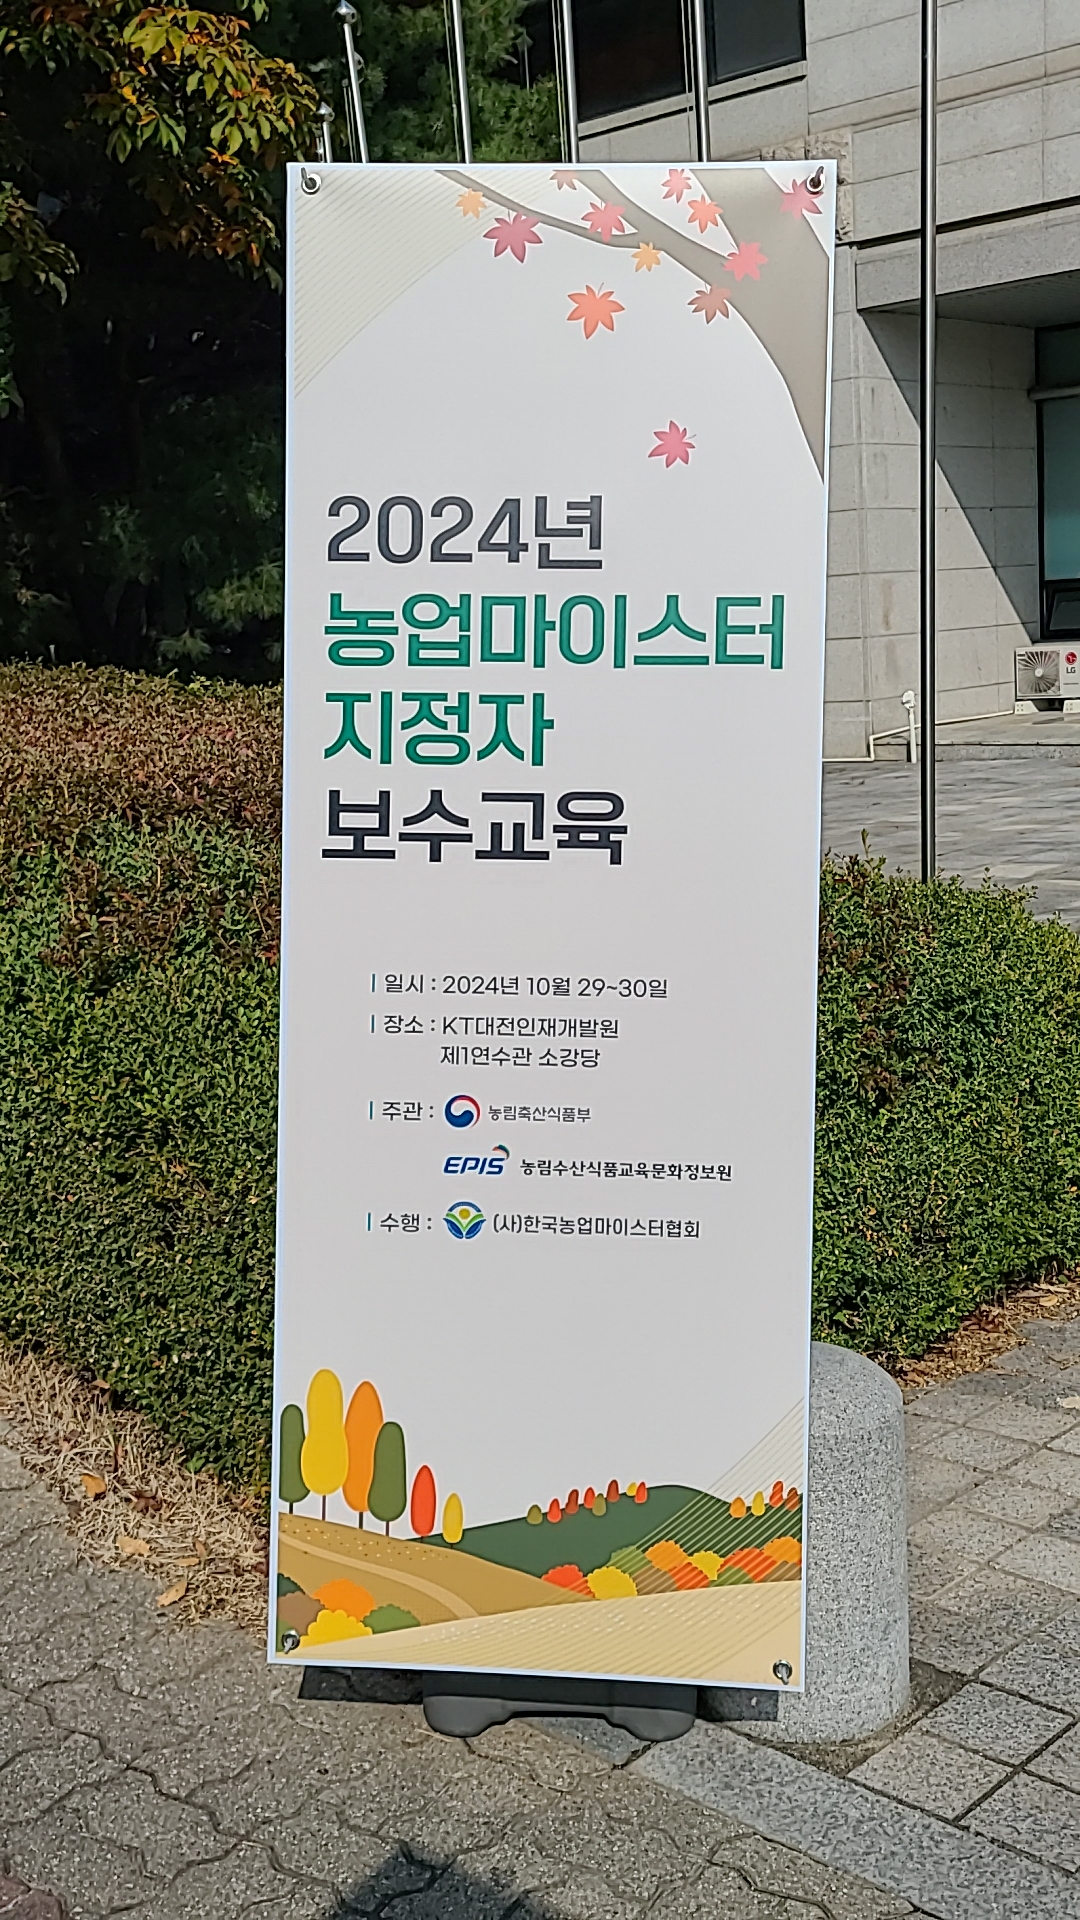 2024년
농업마이스터
지정자
보수교육
일시 : 2024년 10월 29~30일
장소 : KT대전인재개발원
제1연수관 소강당
주관 : 농림축산식품부
EPIS 농림수산식품교육문화정보원
수행 : (사)한국농업마이스터협회
LG